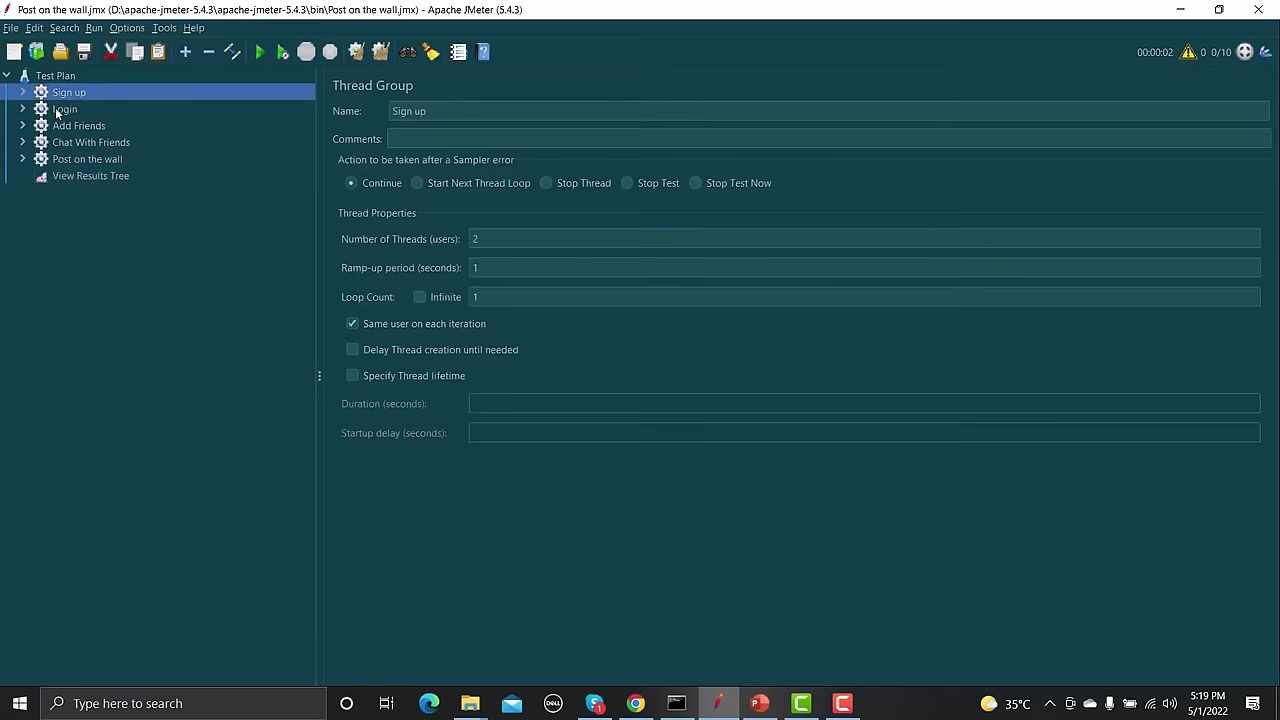 Post on the wall.jmx (D:\apache-jmeter-5.4.3\apache-jmeter-5.4.3\bin\Post on the wall.jmx) - Apache JMeter (5.4.3)
File Edit Search Run Options Tools Help
00:00:02 0 0/10
Test Plan
Sign up
Login
Add Friends
Chat With Friends
Post on the wall
View Results Tree
Thread Group
Name: Sign up
Comments:
Action to be taken after a Sampler error
Continue Start Next Thread Loop Stop Thread Stop Test Stop Test Now
Thread Properties
Number of Threads (users): 2
Ramp-up period (seconds): 1
Loop Count: Infinite 1
Same user on each iteration
Delay Thread creation until needed
Specify Thread lifetime
Duration (seconds):
Startup delay (seconds):
Type here to search
DELL
35°C
5:19 PM
5/1/2022